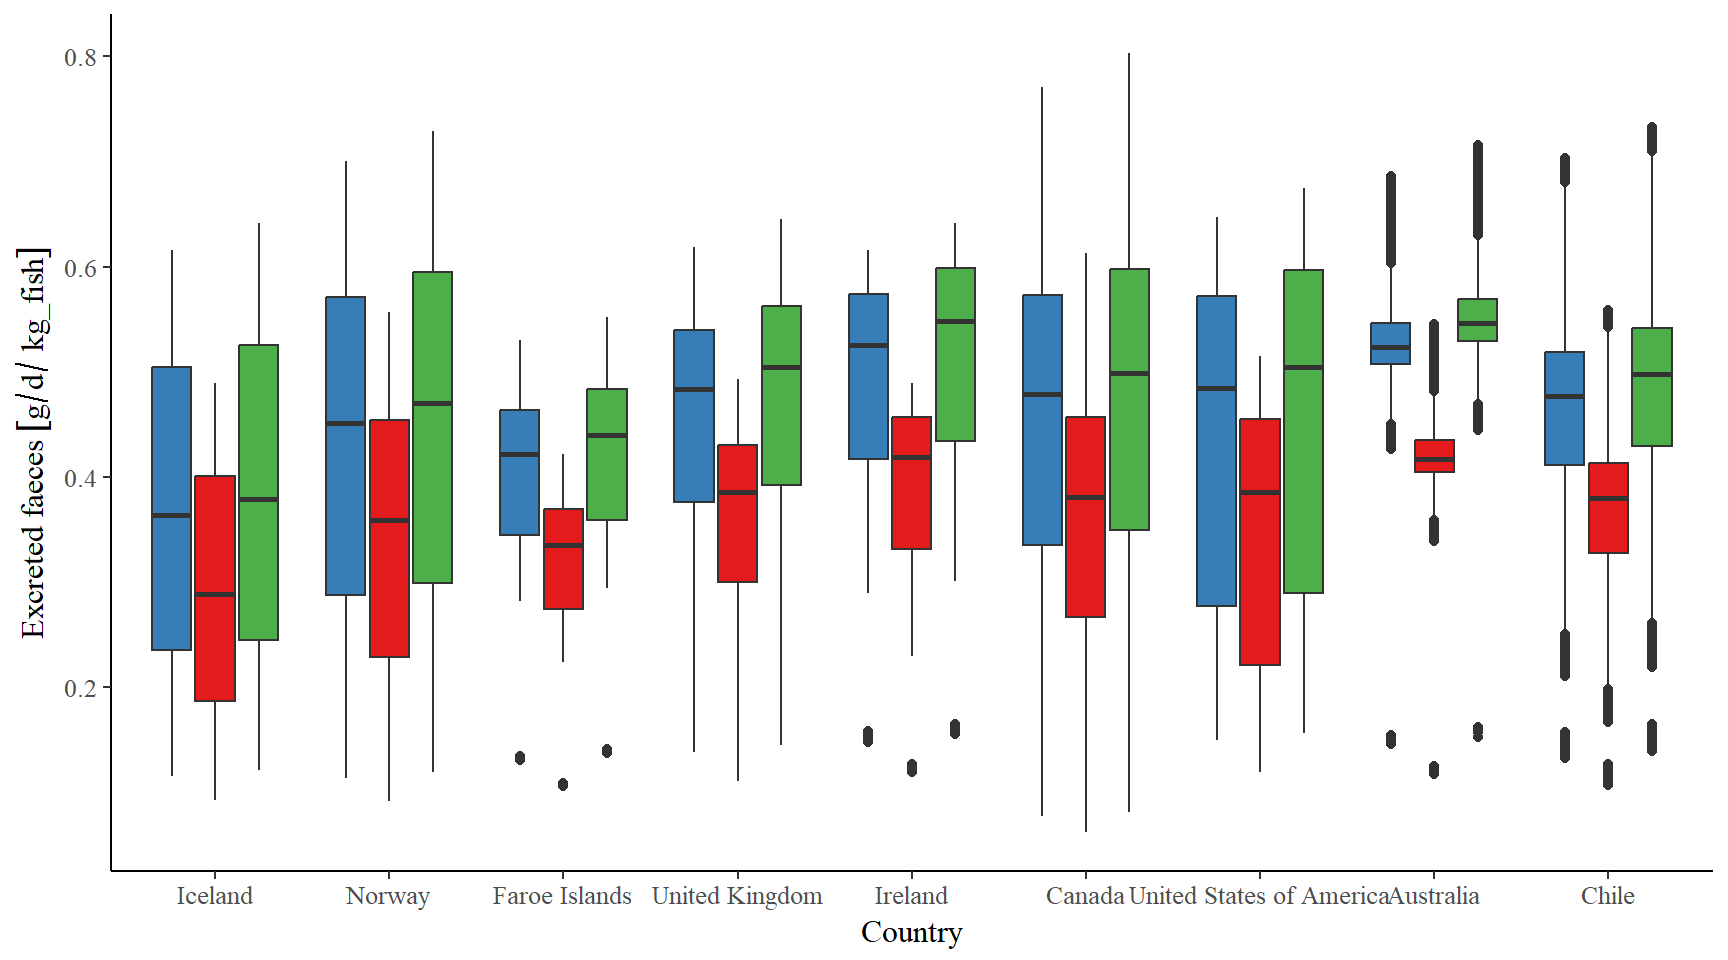 Excreted faeces [g/d/ kg_fish]
0.8
0.6
0.4
0.2
Iceland Norway Faroe Islands United Kingdom Ireland Canada United States of America Australia Chile
Country